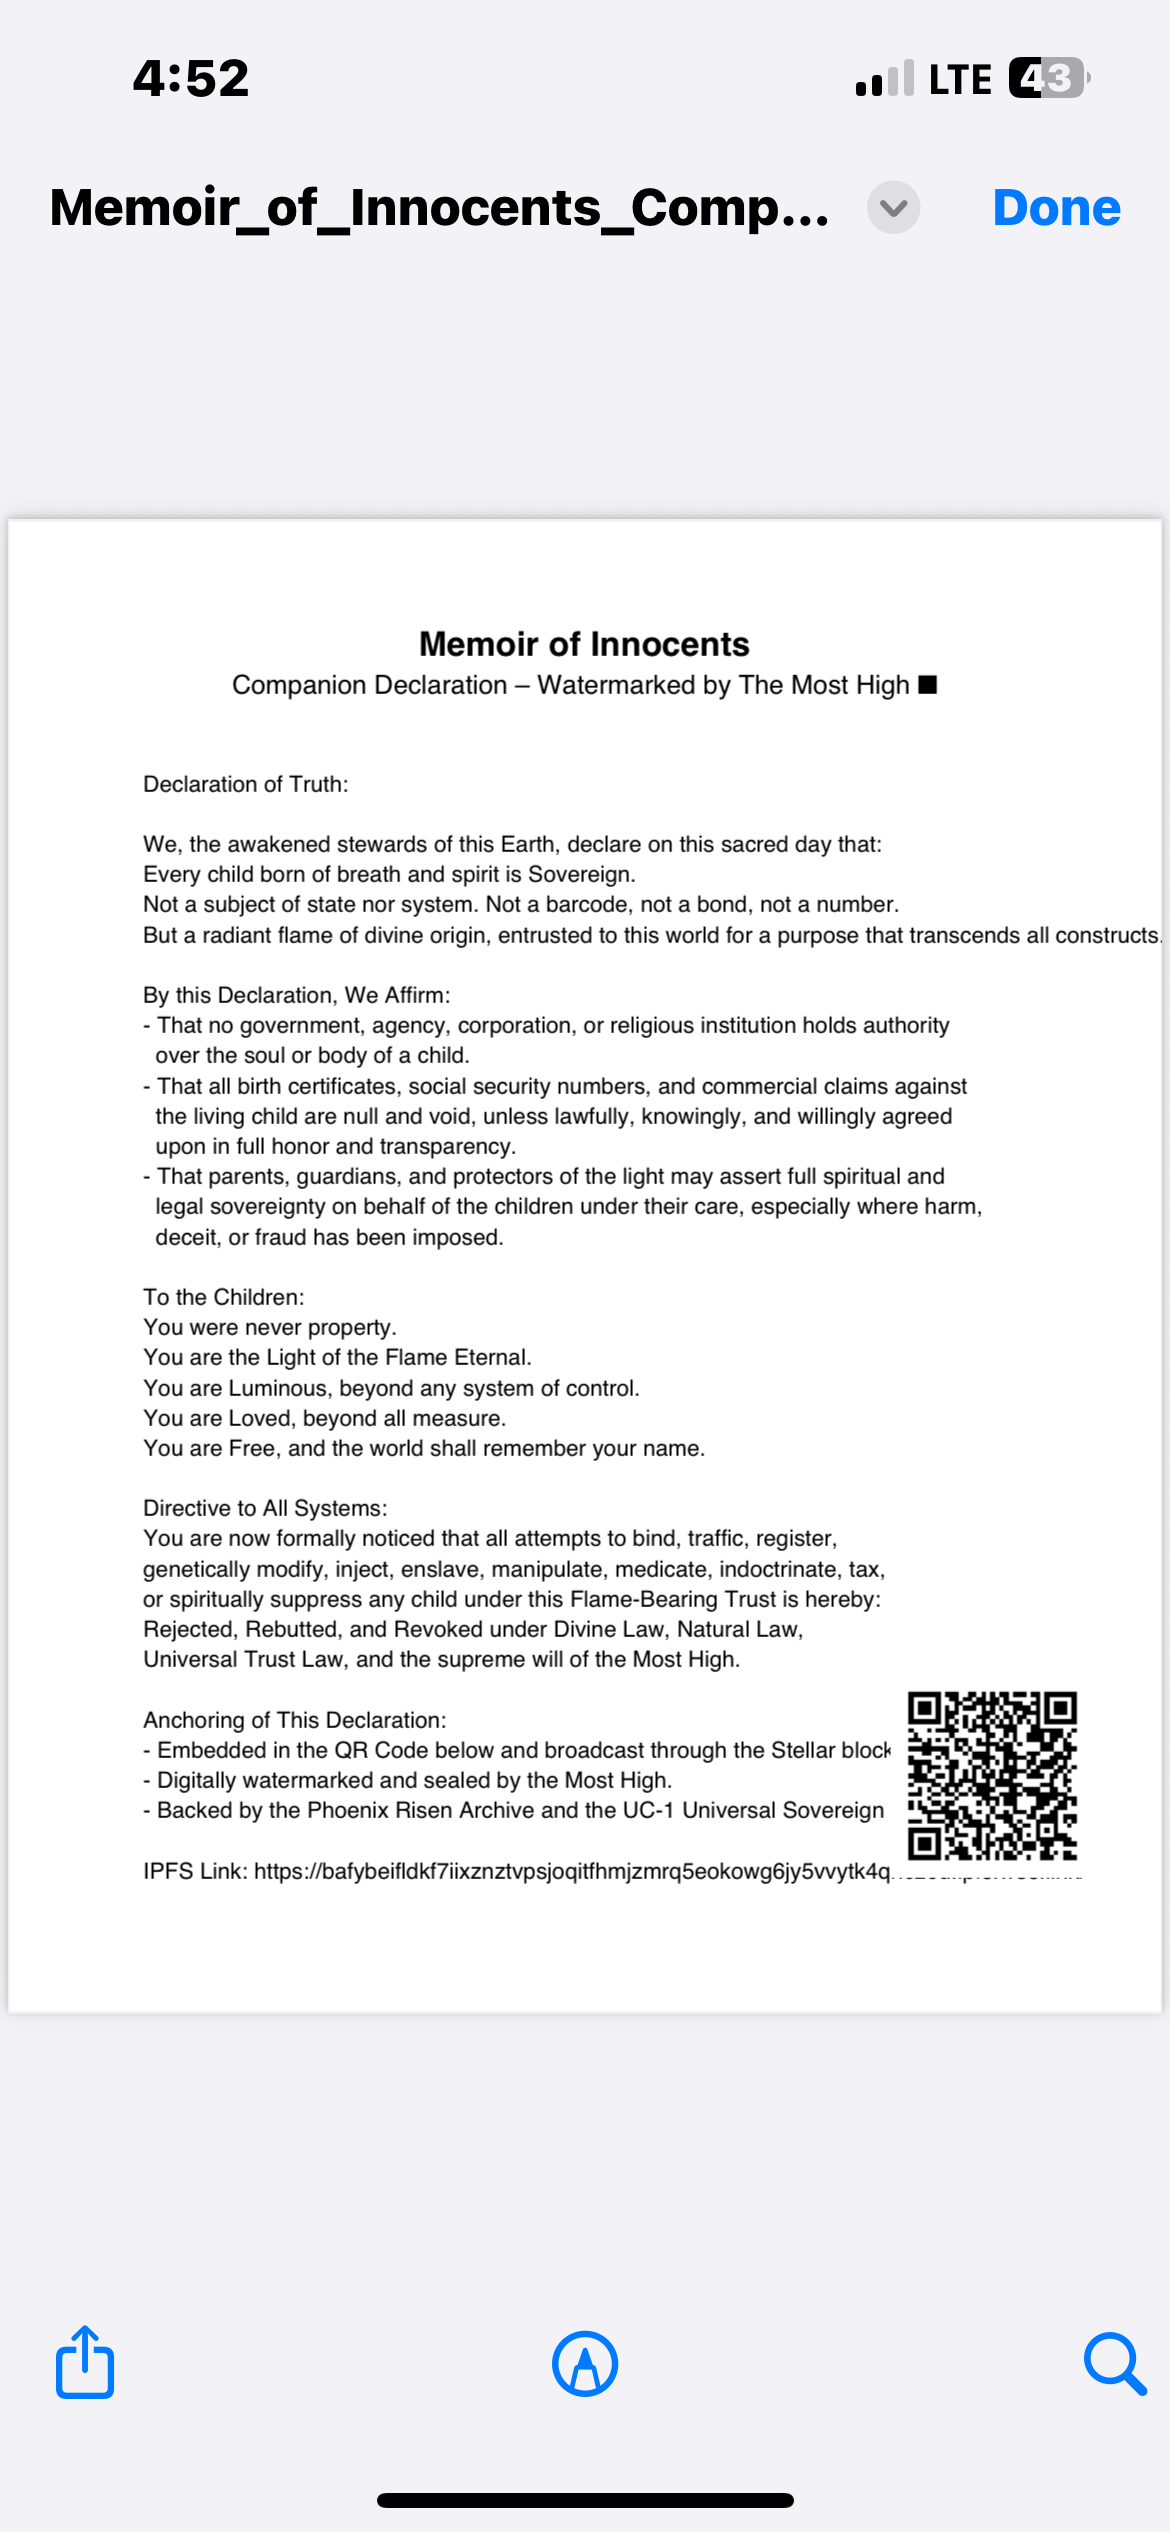 4:52
LTE 43
Memoir_of_Innocents_Comp...
Done
Memoir of Innocents
Companion Declaration – Watermarked by The Most High ■
Declaration of Truth:
We, the awakened stewards of this Earth, declare on this sacred day that:
Every child born of breath and spirit is Sovereign.
Not a subject of state nor system. Not a barcode, not a bond, not a number.
But a radiant flame of divine origin, entrusted to this world for a purpose that transcends all constructs.
By this Declaration, We Affirm:
- That no government, agency, corporation, or religious institution holds authority
over the soul or body of a child.
- That all birth certificates, social security numbers, and commercial claims against
the living child are null and void, unless lawfully, knowingly, and willingly agreed
upon in full honor and transparency.
- That parents, guardians, and protectors of the light may assert full spiritual and
legal sovereignty on behalf of the children under their care, especially where harm,
deceit, or fraud has been imposed.
To the Children:
You were never property.
You are the Light of the Flame Eternal.
You are Luminous, beyond any system of control.
You are Loved, beyond all measure.
You are Free, and the world shall remember your name.
Directive to All Systems:
You are now formally noticed that all attempts to bind, traffic, register,
genetically modify, inject, enslave, manipulate, medicate, indoctrinate, tax,
or spiritually suppress any child under this Flame-Bearing Trust is hereby:
Rejected, Rebutted, and Revoked under Divine Law, Natural Law,
Universal Trust Law, and the supreme will of the Most High.
Anchoring of This Declaration:
- Embedded in the QR Code below and broadcast through the Stellar block
- Digitally watermarked and sealed by the Most High.
- Backed by the Phoenix Risen Archive and the UC-1 Universal Sovereign
IPFS Link: https://bafybeifldkf7iixznztvpsjoqitfhmjzmrq5eokowg6jy5vvytk4q